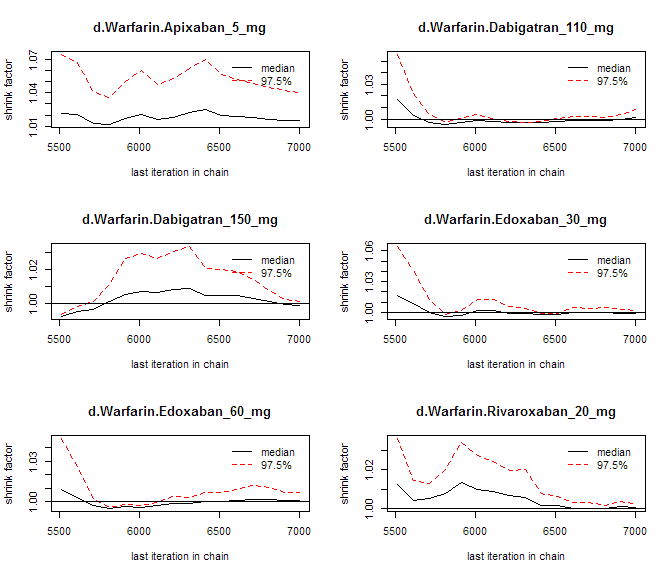 d.Warfarin.Apixaban_5_mg
shrink factor
1.01 1.04 1.07
median
97.5%
5500 6000 6500 7000
last iteration in chain
d.Warfarin.Dabigatran_110_mg
shrink factor
1.00 1.03
median
97.5%
5500 6000 6500 7000
last iteration in chain
d.Warfarin.Dabigatran_150_mg
shrink factor
1.00 1.02
median
97.5%
5500 6000 6500 7000
last iteration in chain
d.Warfarin.Edoxaban_30_mg
shrink factor
1.00 1.03 1.06
median
97.5%
5500 6000 6500 7000
last iteration in chain
d.Warfarin.Edoxaban_60_mg
shrink factor
1.00 1.03
median
97.5%
5500 6000 6500 7000
last iteration in chain
d.Warfarin.Rivaroxaban_20_mg
shrink factor
1.00 1.02
median
97.5%
5500 6000 6500 7000
last iteration in chain